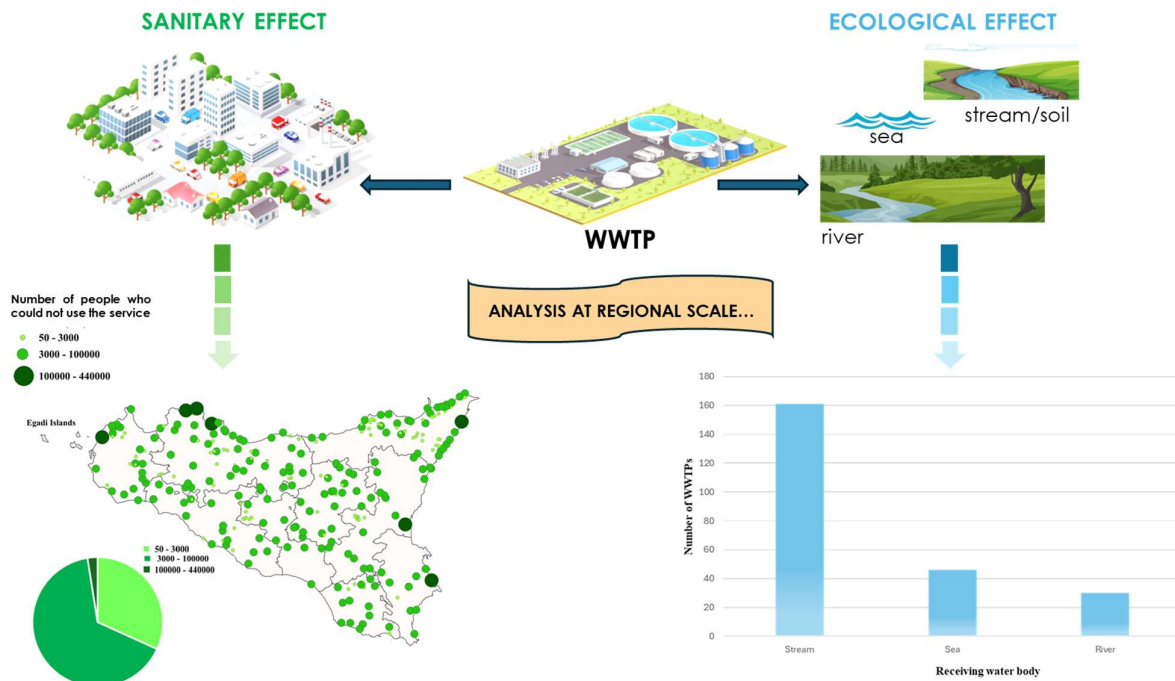 SANITARY EFFECT
ECOLOGICAL EFFECT
stream/soil
sea
river
WWTP
ANALYSIS AT REGIONAL SCALE...
Number of people who
could not use the service
50 - 3000
3000 - 100000
100000 - 440000
Egadi Islands
50 - 3000
3000 - 100000
100000 - 440000
180
160
140
120
100
80
60
40
20
0
Number of WWTPs
Stream
Sea
River
Receiving water body